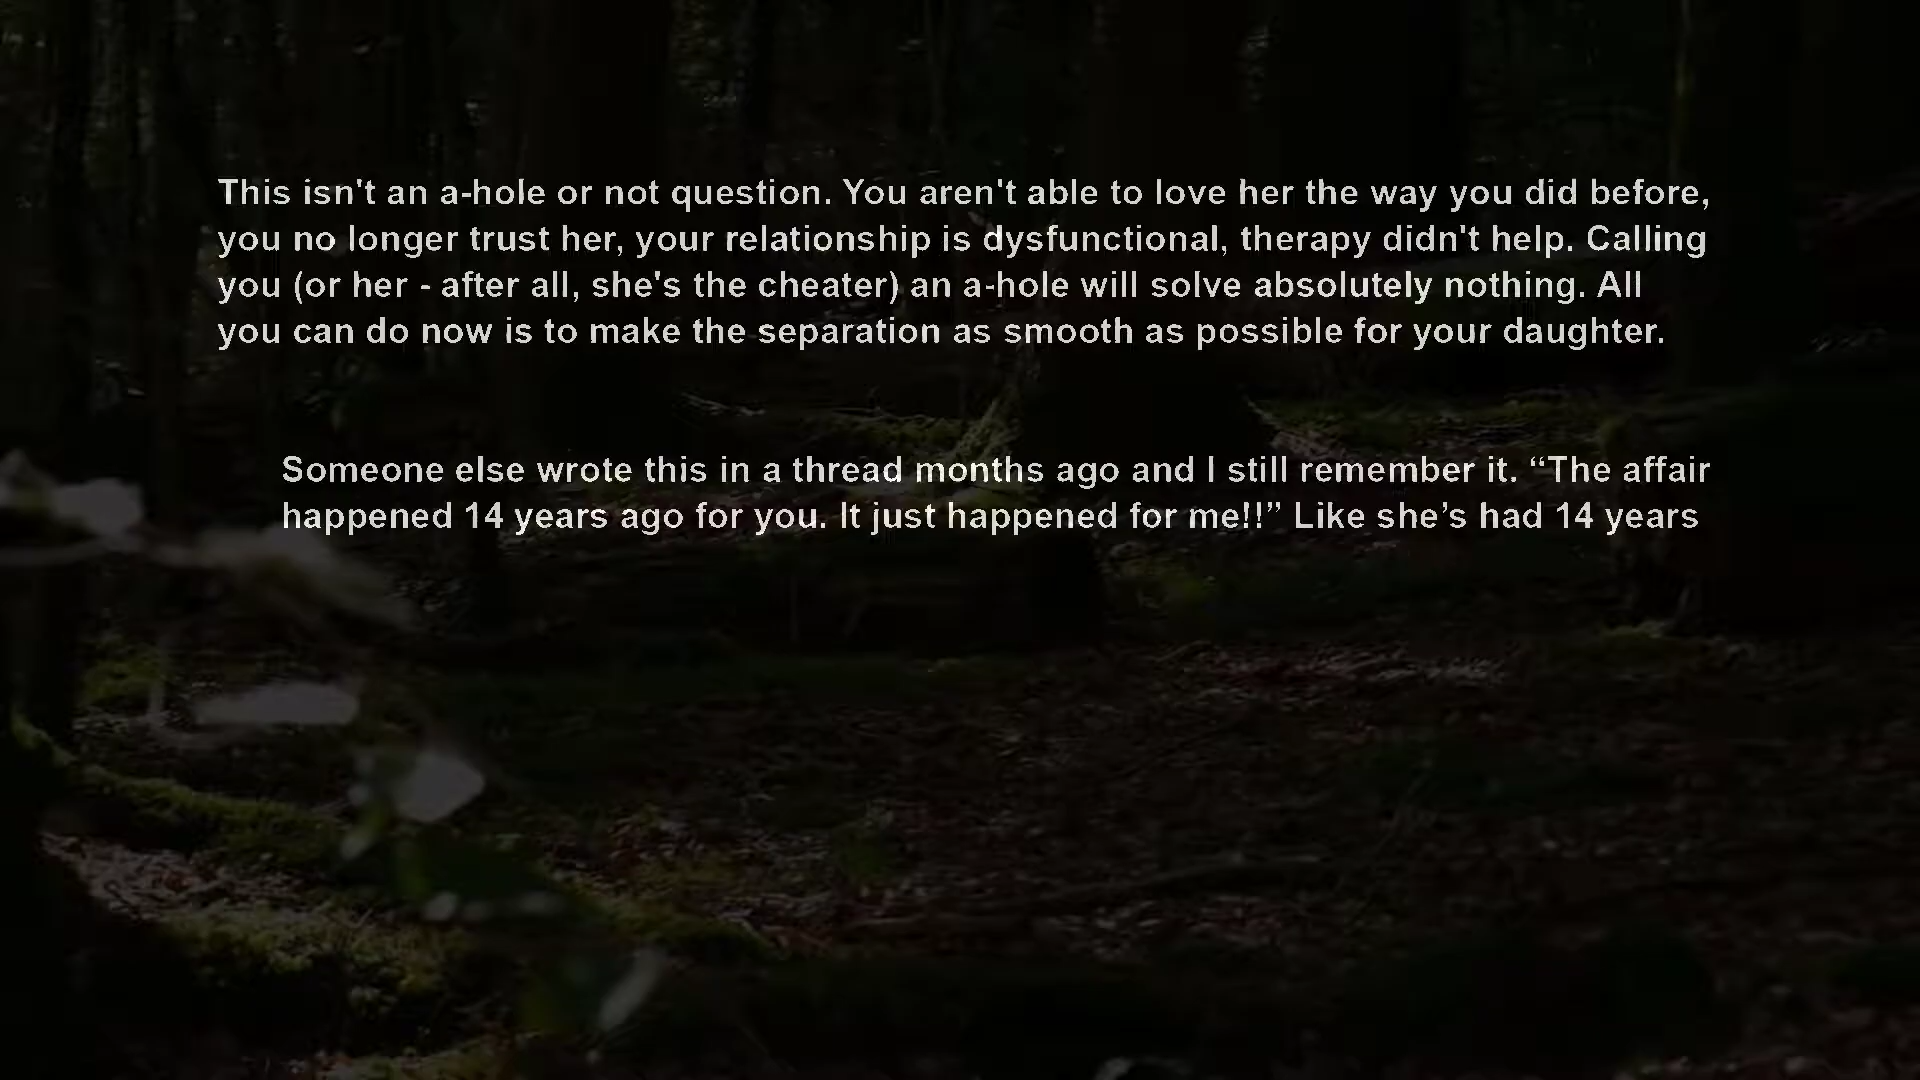 This isn't an a-hole or not question. You aren't able to love her the way you did before,
you no longer trust her, your relationship is dysfunctional, therapy didn't help. Calling
you (or her - after all, she's the cheater) an a-hole will solve absolutely nothing. All
you can do now is to make the separation as smooth as possible for your daughter.
Someone else wrote this in a thread months ago and I still remember it. “The affair
happened 14 years ago for you. It just happened for me!!” Like she’s had 14 years